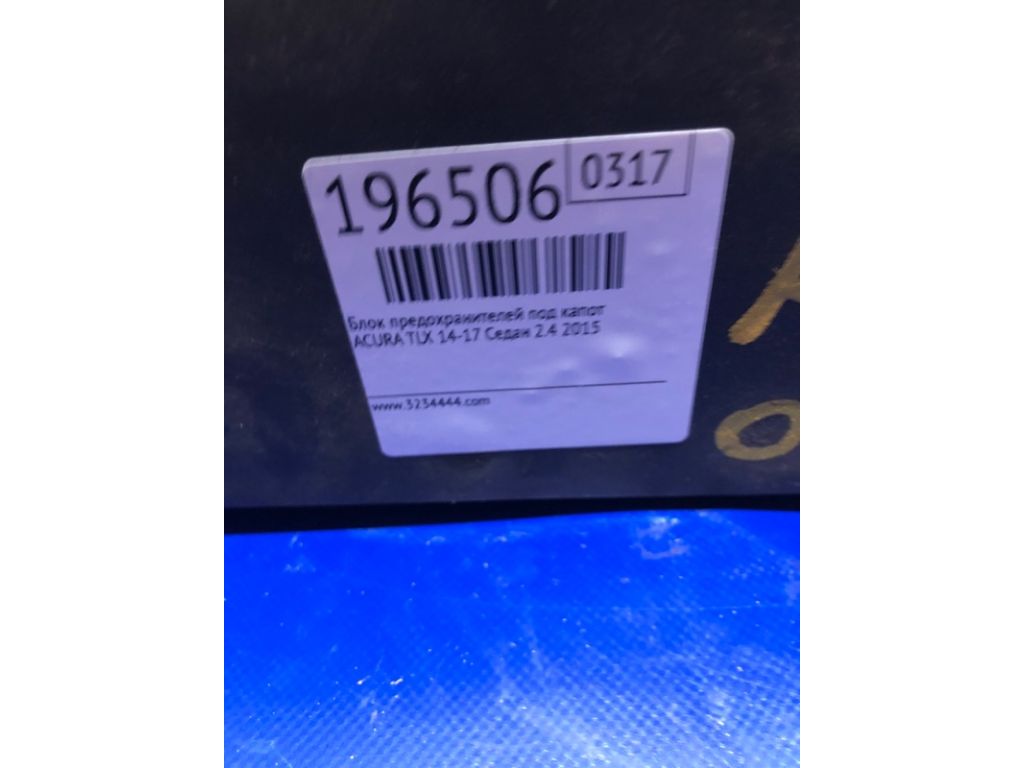 196506 0317
Блок предохранителей под капот
ACURA TLX 14-17 Седан 2.4 2015
www.3234444.com